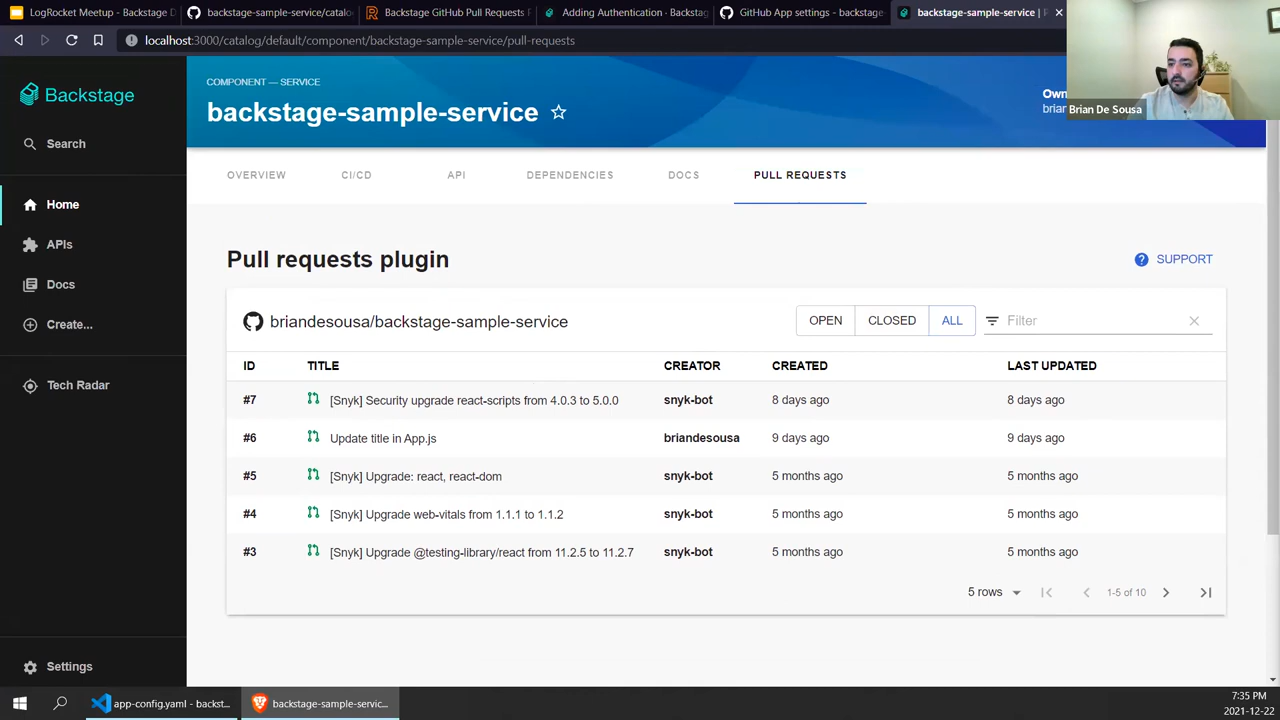 LogRocket Meetup - Backstage D
backstage-sample-service/catalo
Backstage GitHub Pull Requests P
Adding Authentication · Backsta
GitHub App settings - backstage
backstage-sample-service |
localhost:3000/catalog/default/component/backstage-sample-service/pull-requests
Backstage
Search
Home
APIs
Docs
Create...
Tech Radar
Settings
COMPONENT — SERVICE
backstage-sample-service
Own
brian
Brian De Sousa
OVERVIEW CI/CD API DEPENDENCIES DOCS PULL REQUESTS
Pull requests plugin
SUPPORT
briandesousa/backstage-sample-service
OPEN CLOSED ALL Filter
ID TITLE CREATOR CREATED LAST UPDATED
#7 [Snyk] Security upgrade react-scripts from 4.0.3 to 5.0.0 snyk-bot 8 days ago 8 days ago
#6 Update title in App.js briandesousa 9 days ago 9 days ago
#5 [Snyk] Upgrade: react, react-dom snyk-bot 5 months ago 5 months ago
#4 [Snyk] Upgrade web-vitals from 1.1.1 to 1.1.2 snyk-bot 5 months ago 5 months ago
#3 [Snyk] Upgrade @testing-library/react from 11.2.5 to 11.2.7 snyk-bot 5 months ago 5 months ago
5 rows 1-5 of 10
app-config.yaml - backst...
backstage-sample-servic...
7:35 PM
2021-12-22